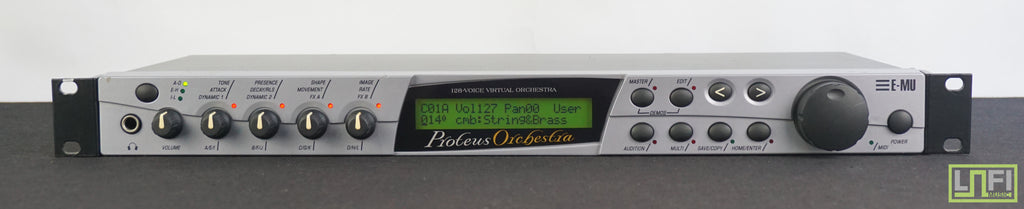 A-D
E-H
I-L
TONE
ATTACK
DYNAMIC 1
PRESENCE
DECAY/RLS
DYNAMIC 2
SHAPE
MOVEMENT
FX A
IMAGE
RATE
FX B
VOLUME
A/E/I
B/F/J
C/G/K
D/H/L
128-VOICE VIRTUAL ORCHESTRA
C01A Vol127 Pan00 User
014⁰ cmb:String&Brass
Proteus Orchestra
MASTER
EDIT
DEMOS
< >
AUDITION
MULTI
SAVE/COPY
HOME/ENTER
E-MU
POWER
MIDI
LNFI
MUSIC